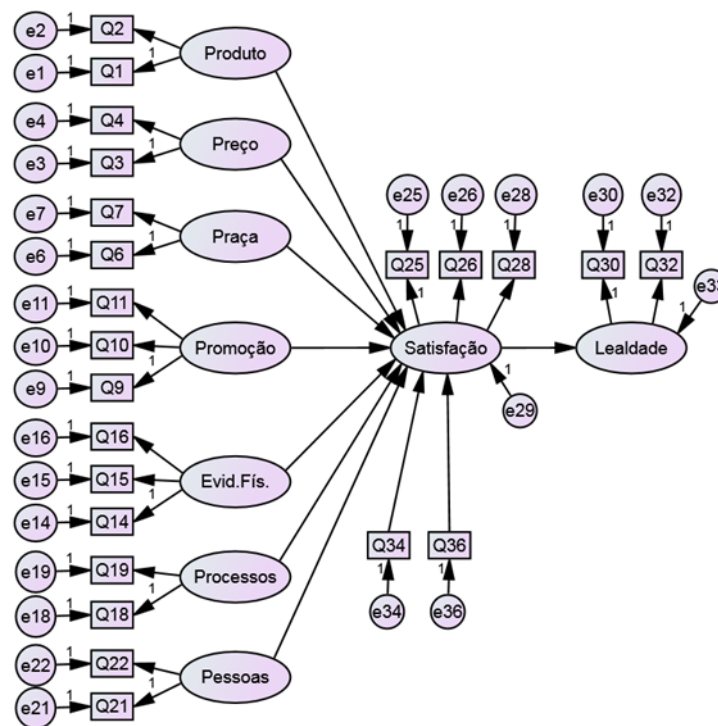 e2 1 Q2
Produto
e1 1 Q1 1
e4 1 Q4
Preço
e3 1 Q3 1
e7 1 Q7
Praça
e6 1 Q6 1
e11 1 Q11
e10 1 Q10
Promoção
e9 1 Q9 1
e16 1 Q16
e15 1 Q15
Evid.Fís.
e14 1 Q14 1
e19 1 Q19
Processos
e18 1 Q18 1
e22 1 Q22
Pessoas
e21 1 Q21 1
e25 e26 e28
1 1 1
Q25 Q26 Q28
1
Satisfação
1
e29
Q34 Q36
1 1
e34 e36
e30 e32
1 1
Q30 Q32
1
e33
1
Lealdade